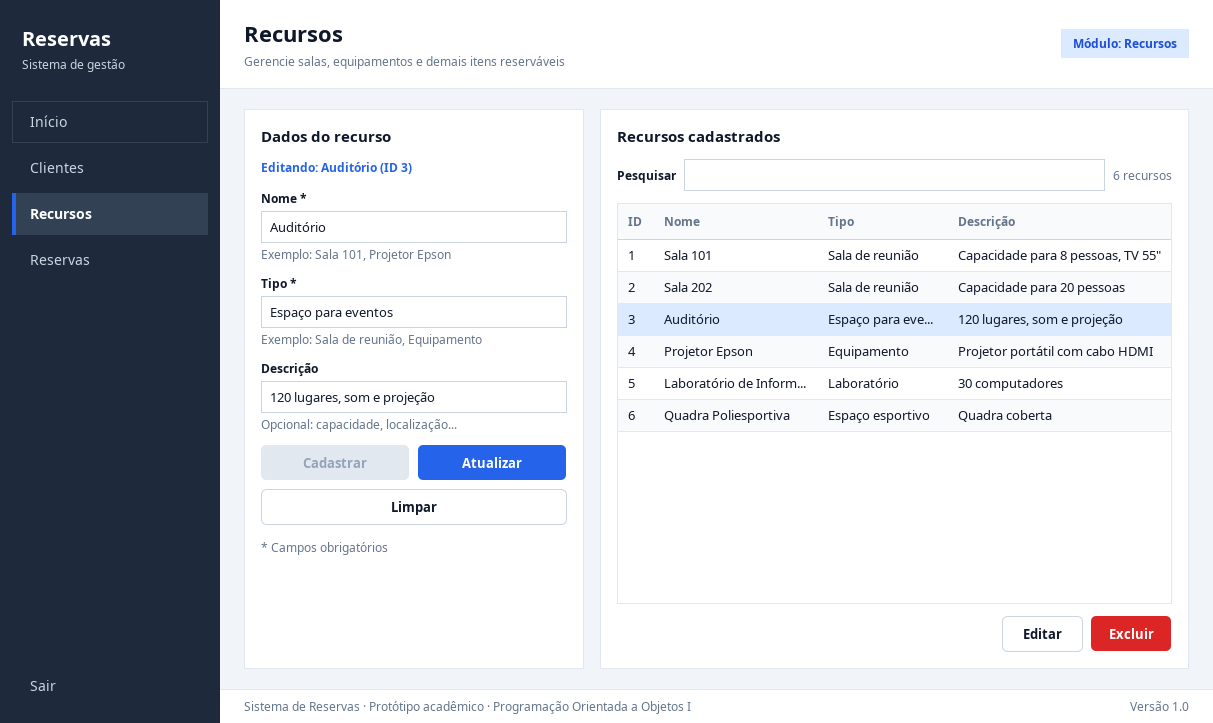 Reservas
Sistema de gestão
Início
Clientes
Recursos
Reservas
Sair
Recursos
Gerencie salas, equipamentos e demais itens reserváveis
Módulo: Recursos
Dados do recurso
Editando: Auditório (ID 3)
Nome *
Auditório
Exemplo: Sala 101, Projetor Epson
Tipo *
Espaço para eventos
Exemplo: Sala de reunião, Equipamento
Descrição
120 lugares, som e projeção
Opcional: capacidade, localização...
Cadastrar Atualizar
Limpar
* Campos obrigatórios
Recursos cadastrados
Pesquisar 6 recursos
ID Nome Tipo Descrição
1 Sala 101 Sala de reunião Capacidade para 8 pessoas, TV 55"
2 Sala 202 Sala de reunião Capacidade para 20 pessoas
3 Auditório Espaço para eve... 120 lugares, som e projeção
4 Projetor Epson Equipamento Projetor portátil com cabo HDMI
5 Laboratório de Inform... Laboratório 30 computadores
6 Quadra Poliesportiva Espaço esportivo Quadra coberta
Editar Excluir
Sistema de Reservas · Protótipo acadêmico · Programação Orientada a Objetos I Versão 1.0